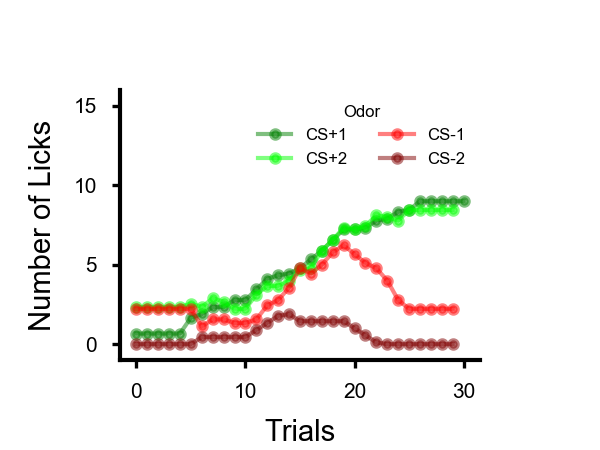 Odor
CS+1 CS-1
CS+2 CS-2
Number of Licks
15
10
5
0
0 10 20 30
Trials